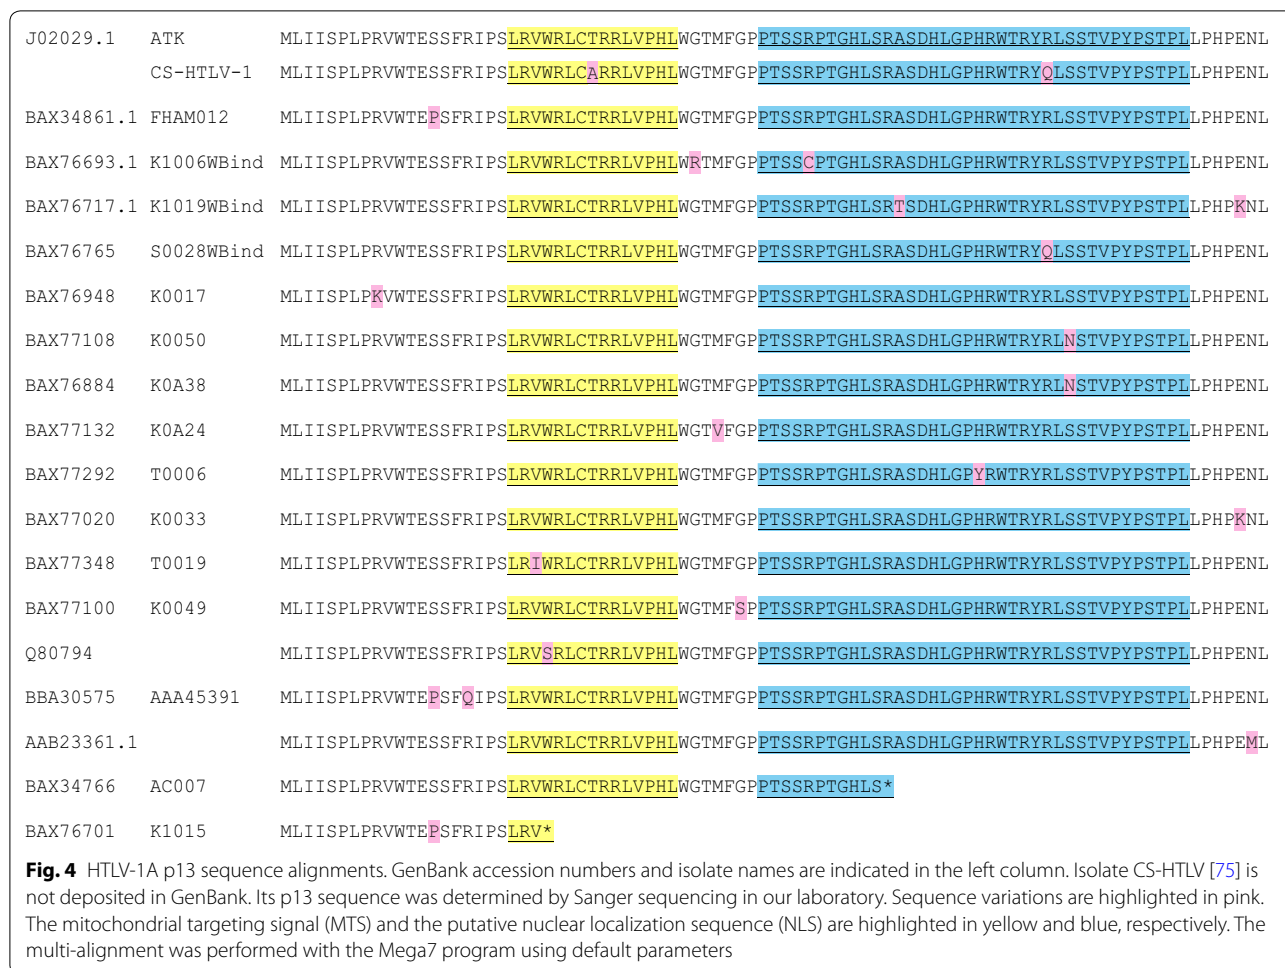 J02029.1 ATK MLIISPLPRVWTESSFRIPSLRVWRLCTRRLVPHLWGTMFGPPTSSRPTGHLSRASDHLGPHRWTRYRLSSTVPYPSTPLLPHPENL
CS-HTLV-1 MLIISPLPRVWTESSFRIPSLRVWRLCARRLVPHLWGTMFGPPTSSRPTGHLSRASDHLGPHRWTRYQLSSTVPYPSTPLLPHPENL
BAX34861.1 FHAM012 MLIISPLPRVWTEPSFRIPSLRVWRLCTRRLVPHLWGTMFGPPTSSRPTGHLSRASDHLGPHRWTRYRLSSTVPYPSTPLLPHPENL
BAX76693.1 K1006WBind MLIISPLPRVWTESSFRIPSLRVWRLCTRRLVPHLWRTMFGPPTSSCPTGHLSRASDHLGPHRWTRYRLSSTVPYPSTPLLPHPENL
BAX76717.1 K1019WBind MLIISPLPRVWTESSFRIPSLRVWRLCTRRLVPHLWGTMFGPPTSSRPTGHLSRTSDHLGPHRWTRYRLSSTVPYPSTPLLPHPKNL
BAX76765 S0028WBind MLIISPLPRVWTESSFRIPSLRVWRLCTRRLVPHLWGTMFGPPTSSRPTGHLSRASDHLGPHRWTRYQLSSTVPYPSTPLLPHPENL
BAX76948 K0017 MLIISPLPKVWTESSFRIPSLRVWRLCTRRLVPHLWGTMFGPPTSSRPTGHLSRASDHLGPHRWTRYRLSSTVPYPSTPLLPHPENL
BAX77108 K0050 MLIISPLPRVWTESSFRIPSLRVWRLCTRRLVPHLWGTMFGPPTSSRPTGHLSRASDHLGPHRWTRYRLNSTVPYPSTPLLPHPENL
BAX76884 K0A38 MLIISPLPRVWTESSFRIPSLRVWRLCTRRLVPHLWGTMFGPPTSSRPTGHLSRASDHLGPHRWTRYRLNSTVPYPSTPLLPHPENL
BAX77132 K0A24 MLIISPLPRVWTESSFRIPSLRVWRLCTRRLVPHLWGTVFGPPTSSRPTGHLSRASDHLGPHRWTRYRLSSTVPYPSTPLLPHPENL
BAX77292 T0006 MLIISPLPRVWTESSFRIPSLRVWRLCTRRLVPHLWGTMFGPPTSSRPTGHLSRASDHLGPYRWTRYRLSSTVPYPSTPLLPHPENL
BAX77020 K0033 MLIISPLPRVWTESSFRIPSLRVWRLCTRRLVPHLWGTMFGPPTSSRPTGHLSRASDHLGPHRWTRYRLSSTVPYPSTPLLPHPKNL
BAX77348 T0019 MLIISPLPRVWTESSFRIPSLRIWRLCTRRLVPHLWGTMFGPPTSSRPTGHLSRASDHLGPHRWTRYRLSSTVPYPSTPLLPHPENL
BAX77100 K0049 MLIISPLPRVWTESSFRIPSLRVWRLCTRRLVPHLWGTMFSPPTSSRPTGHLSRASDHLGPHRWTRYRLSSTVPYPSTPLLPHPENL
Q80794 MLIISPLPRVWTESSFRIPSLRVSRLCTRRLVPHLWGTMFGPPTSSRPTGHLSRASDHLGPHRWTRYRLSSTVPYPSTPLLPHPENL
BBA30575 AAA45391 MLIISPLPRVWTEPSFQIPSLRVWRLCTRRLVPHLWGTMFGPPTSSRPTGHLSRASDHLGPHRWTRYRLSSTVPYPSTPLLPHPENL
AAB23361.1 MLIISPLPRVWTESSFRIPSLRVWRLCTRRLVPHLWGTMFGPPTSSRPTGHLSRASDHLGPHRWTRYRLSSTVPYPSTPLLPHPEML
BAX34766 AC007 MLIISPLPRVWTESSFRIPSLRVWRLCTRRLVPHLWGTMFGPPTSSRPTGHLS*
BAX76701 K1015 MLIISPLPRVWTEPSFRIPSLRV*
Fig. 4 HTLV-1A p13 sequence alignments. GenBank accession numbers and isolate names are indicated in the left column. Isolate CS-HTLV [75] is
not deposited in GenBank. Its p13 sequence was determined by Sanger sequencing in our laboratory. Sequence variations are highlighted in pink.
The mitochondrial targeting signal (MTS) and the putative nuclear localization sequence (NLS) are highlighted in yellow and blue, respectively. The
multi-alignment was performed with the Mega7 program using default parameters